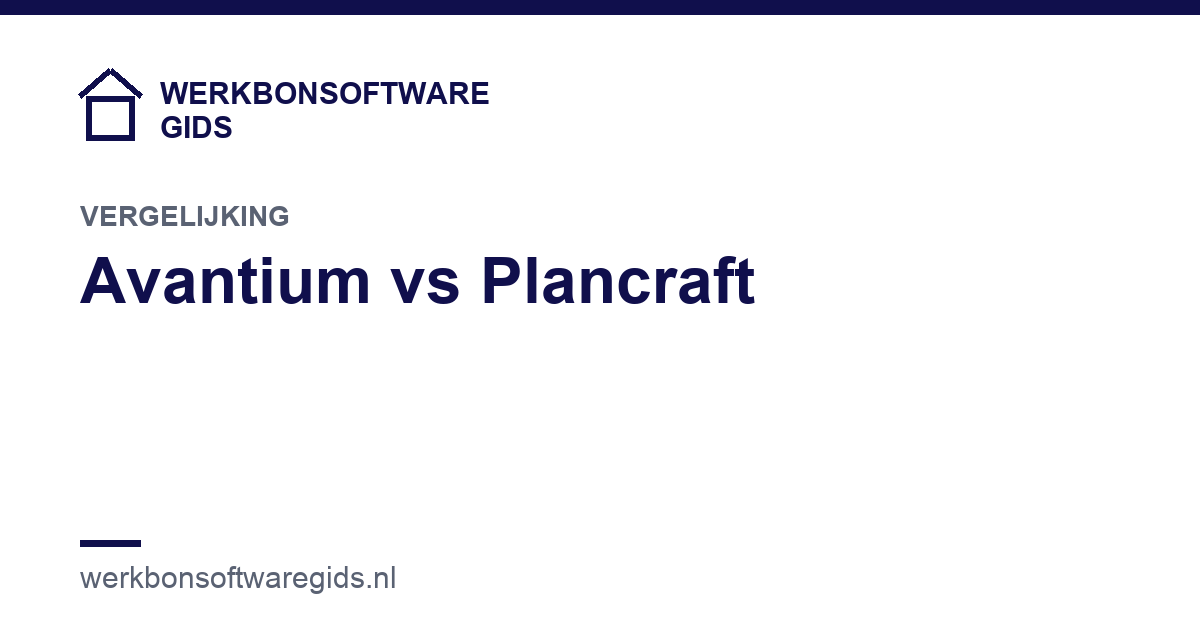 WERKBONSOFTWARE
GIDS
VERGELIJKING
Avantium vs Plancraft
werkbonsoftwaregids.nl